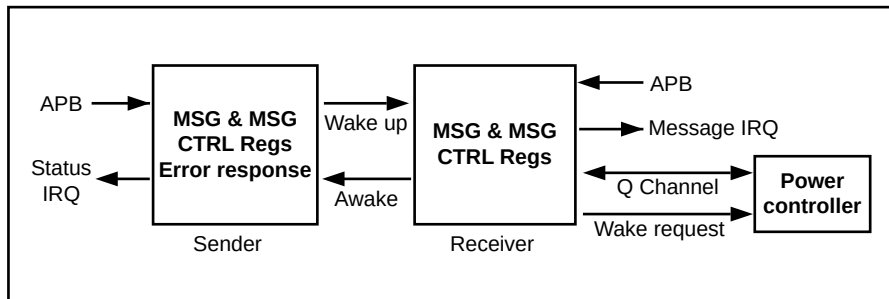 APB
Status
IRQ
MSG & MSG
CTRL Regs
Error response
Sender
Wake up
Awake
MSG & MSG
CTRL Regs
Receiver
APB
Message IRQ
Q Channel
Wake request
Power
controller